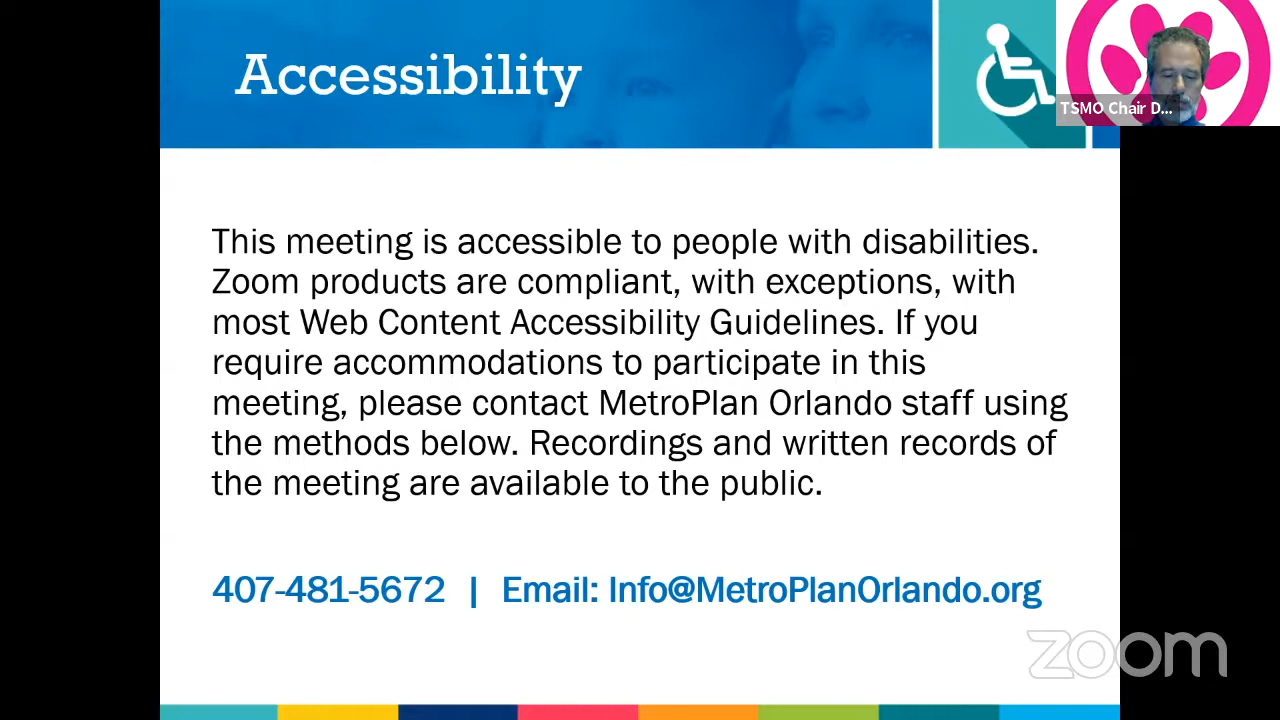 Accessibility
TSMO Chair D...
This meeting is accessible to people with disabilities.
Zoom products are compliant, with exceptions, with
most Web Content Accessibility Guidelines. If you
require accommodations to participate in this
meeting, please contact MetroPlan Orlando staff using
the methods below. Recordings and written records of
the meeting are available to the public.
407-481-5672 | Email: Info@MetroPlanOrlando.org
zoom